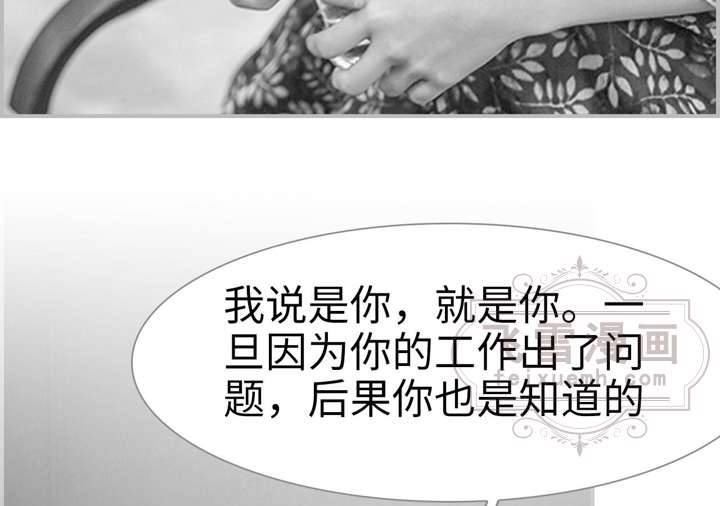 我说是你，就是你。一
旦因为你的工作出了问
题，后果你也是知道的
飞雪漫画
feixuemh.com